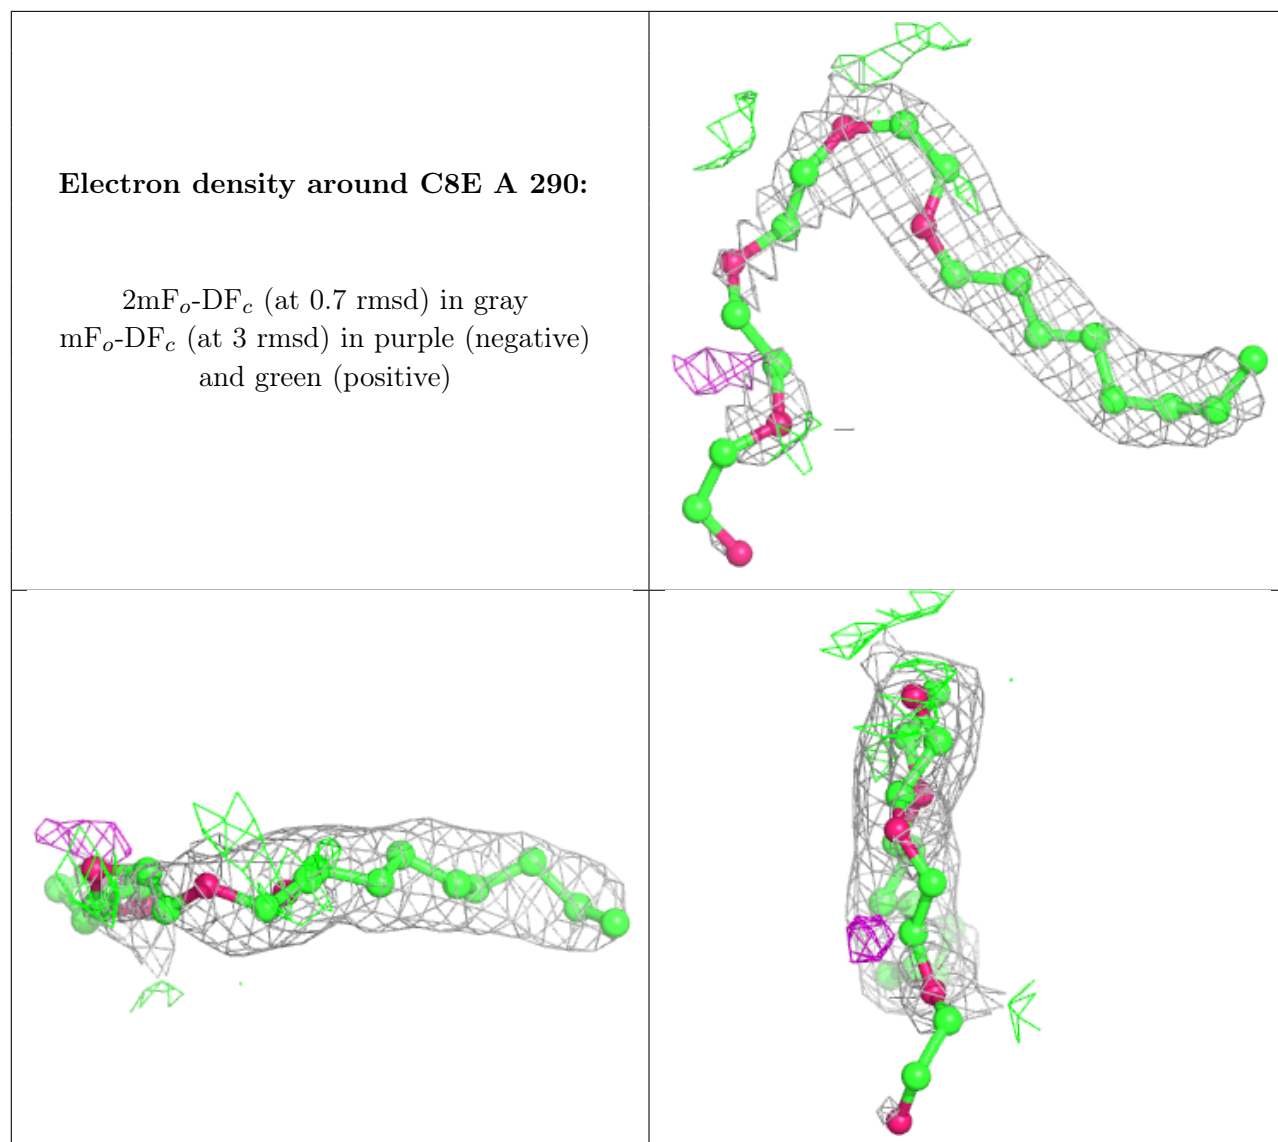 Electron density around C8E A 290:
2mFo-DFc (at 0.7 rmsd) in gray
mFo-DFc (at 3 rmsd) in purple (negative)
and green (positive)